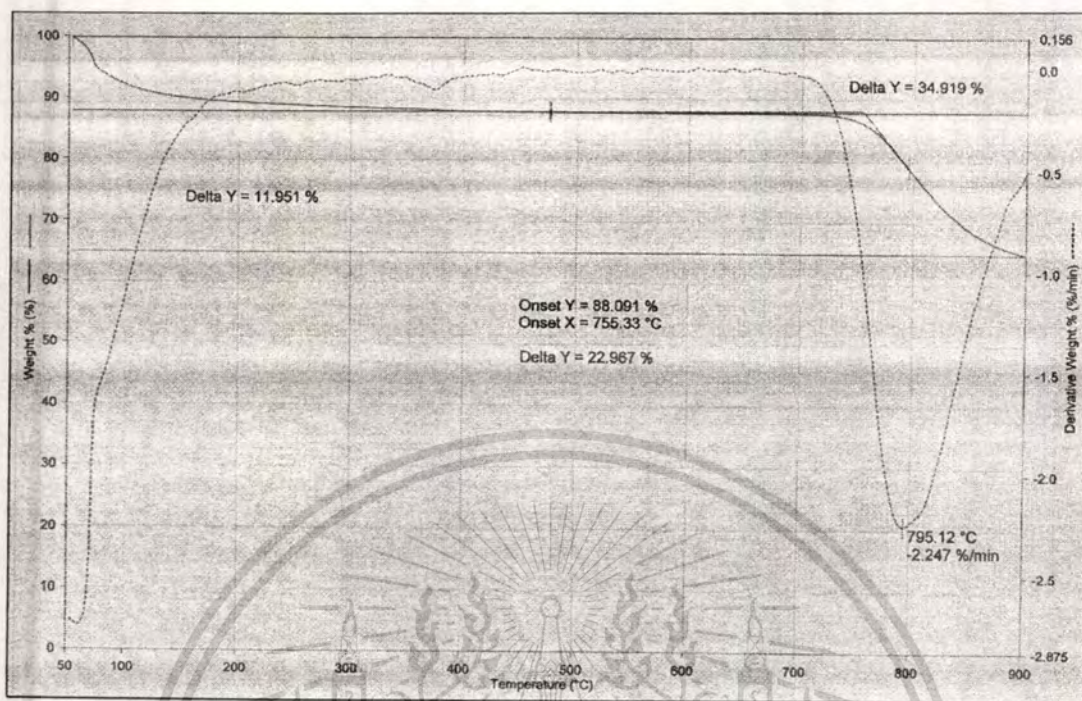 100
90
80
70
60
50
40
30
20
10
0
Weight % (%)
Delta Y = 11.951 %
Delta Y = 34.919 %
Onset Y = 88.091 %
Onset X = 755.33 °C
Delta Y = 22.967 %
795.12 °C
-2.247 %/min
0.156
0.0
-0.5
-1.0
-1.5
-2.0
-2.5
-2.875
Derivative Weight % (%/min)
50 100 200 300 400 500 600 700 800 900
Temperature (°C)